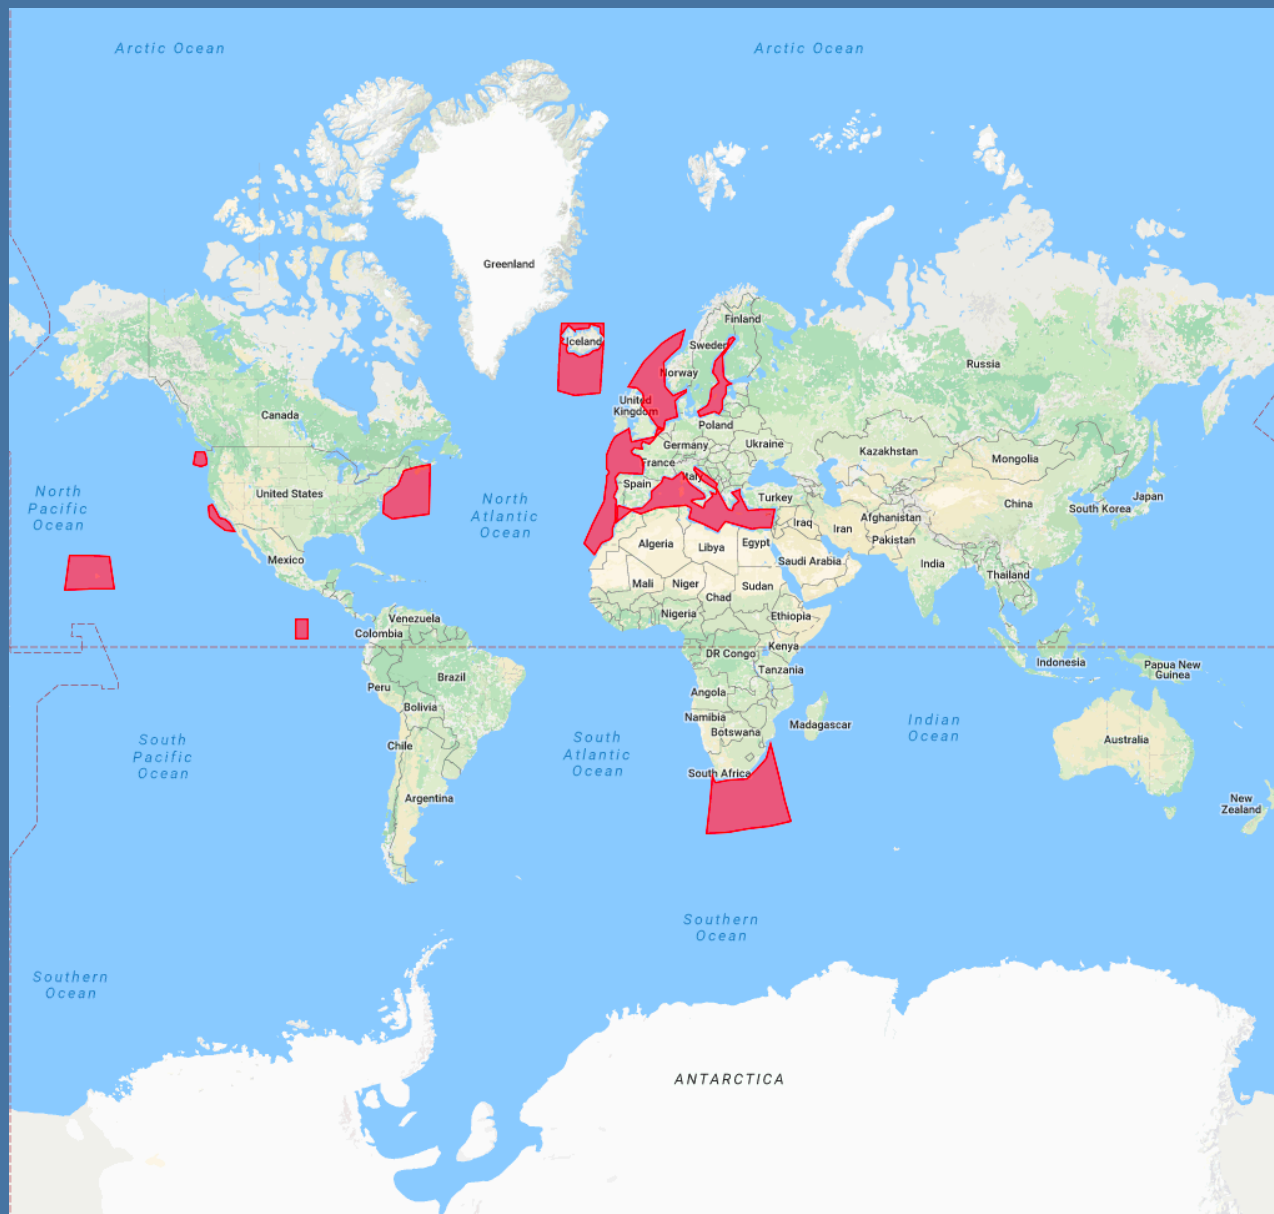 Arctic Ocean
Arctic Ocean
Greenland
Iceland
Finland
Sweden
Norway
Russia
United
Kingdom
Canada
Poland
Germany
Ukraine
Kazakhstan
Mongolia
France
North
Pacific
Ocean
United States
North
Atlantic
Ocean
Spain
Italy
Turkey
China
Japan
South Korea
Iraq
Iran
Afghanistan
Pakistan
Algeria
Libya
Egypt
Saudi Arabia
India
Mexico
Mali
Niger
Sudan
Chad
Thailand
Venezuela
Nigeria
Ethiopia
Colombia
Kenya
DR Congo
Indonesia
Papua New
Guinea
Tanzania
Peru
Brazil
Angola
Bolivia
Namibia
Botswana
Madagascar
Indian
Ocean
South
Pacific
Ocean
Chile
South
Atlantic
Ocean
Australia
South Africa
Argentina
New
Zealand
Southern
Ocean
Southern
Ocean
ANTARCTICA